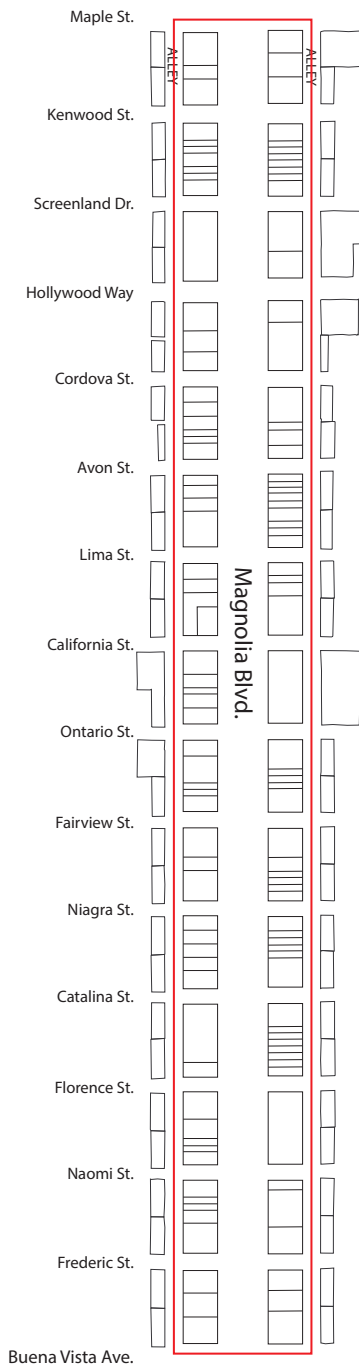 Maple St.
ALLEY
ALLEY
Kenwood St.
Screenland Dr.
Hollywood Way
Cordova St.
Avon St.
Lima St.
Magnolia Blvd.
California St.
Ontario St.
Fairview St.
Niagra St.
Catalina St.
Florence St.
Naomi St.
Frederic St.
Buena Vista Ave.